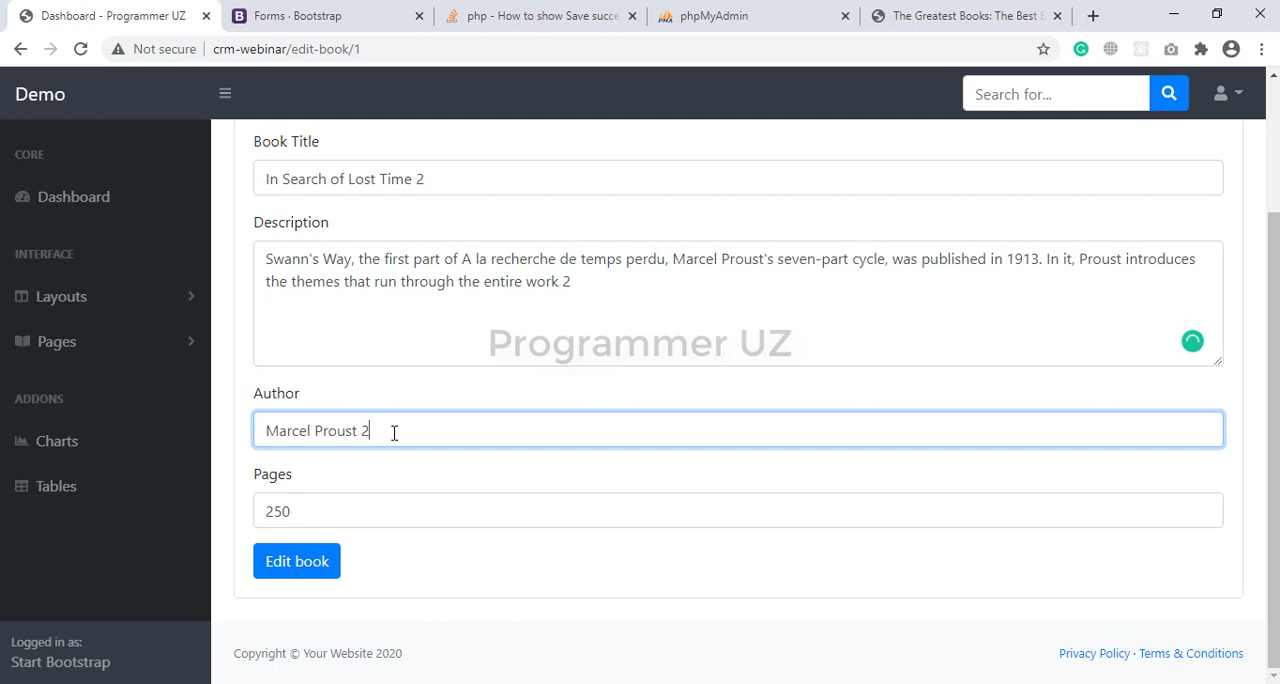 Dashboard - Programmer UZ
Forms · Bootstrap
php - How to show Save succe
phpMyAdmin
The Greatest Books: The Best B
Not secure
crm-webinar/edit-book/1
Demo
Search for...
CORE
Dashboard
INTERFACE
Layouts
Pages
ADDONS
Charts
Tables
Logged in as:
Start Bootstrap
Book Title
In Search of Lost Time 2
Description
Swann's Way, the first part of A la recherche de temps perdu, Marcel Proust's seven-part cycle, was published in 1913. In it, Proust introduces
the themes that run through the entire work 2
Programmer UZ
Author
Marcel Proust 2
Pages
250
Edit book
Copyright © Your Website 2020
Privacy Policy · Terms & Conditions